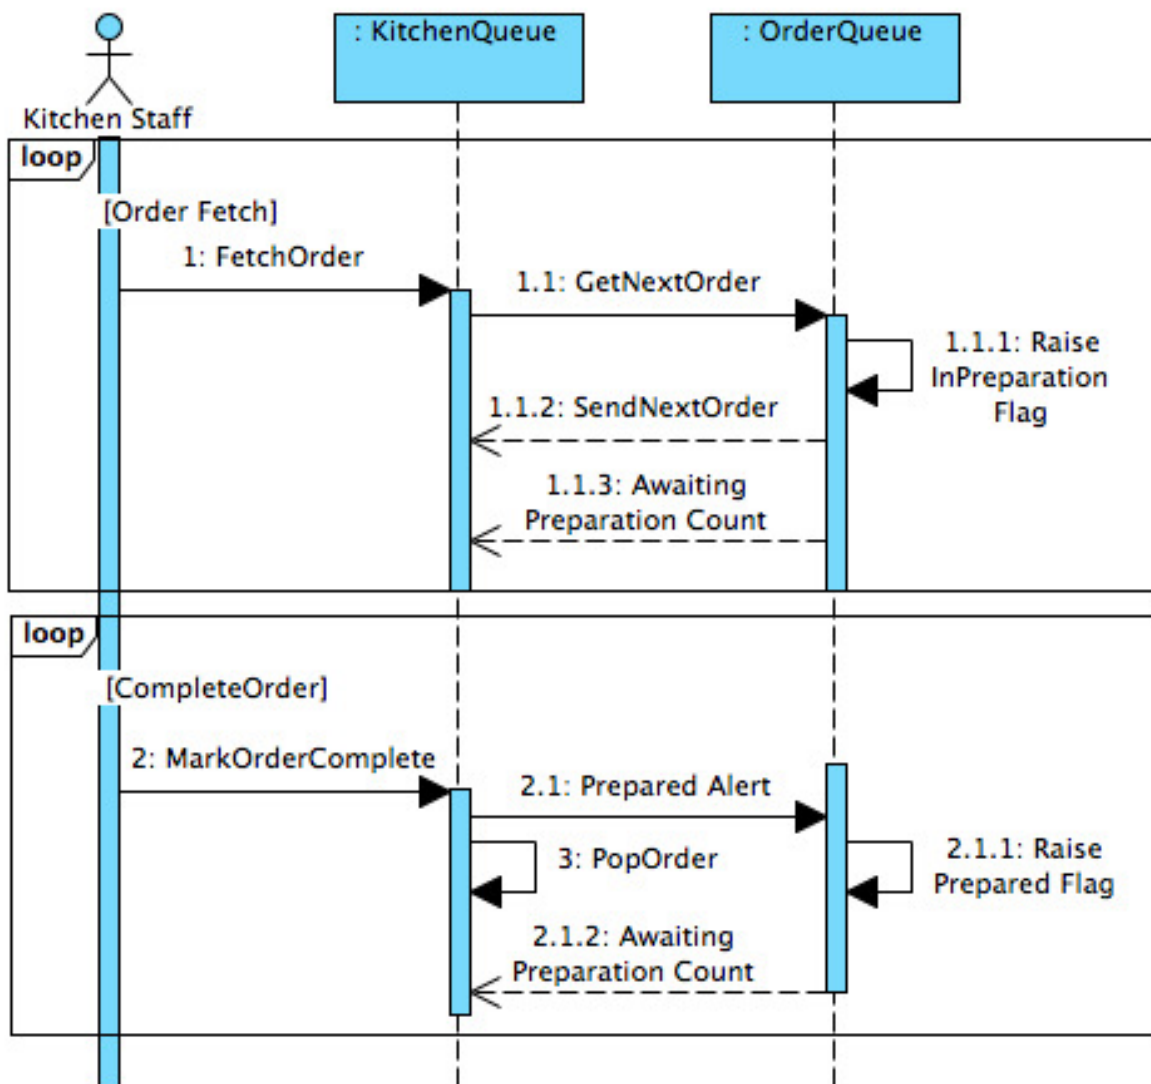 : KitchenQueue
: OrderQueue
Kitchen Staff
loop
[Order Fetch]
1: FetchOrder
1.1: GetNextOrder
1.1.1: Raise
InPreparation
Flag
1.1.2: SendNextOrder
1.1.3: Awaiting
Preparation Count
loop
[CompleteOrder]
2: MarkOrderComplete
2.1: Prepared Alert
3: PopOrder
2.1.1: Raise
Prepared Flag
2.1.2: Awaiting
Preparation Count